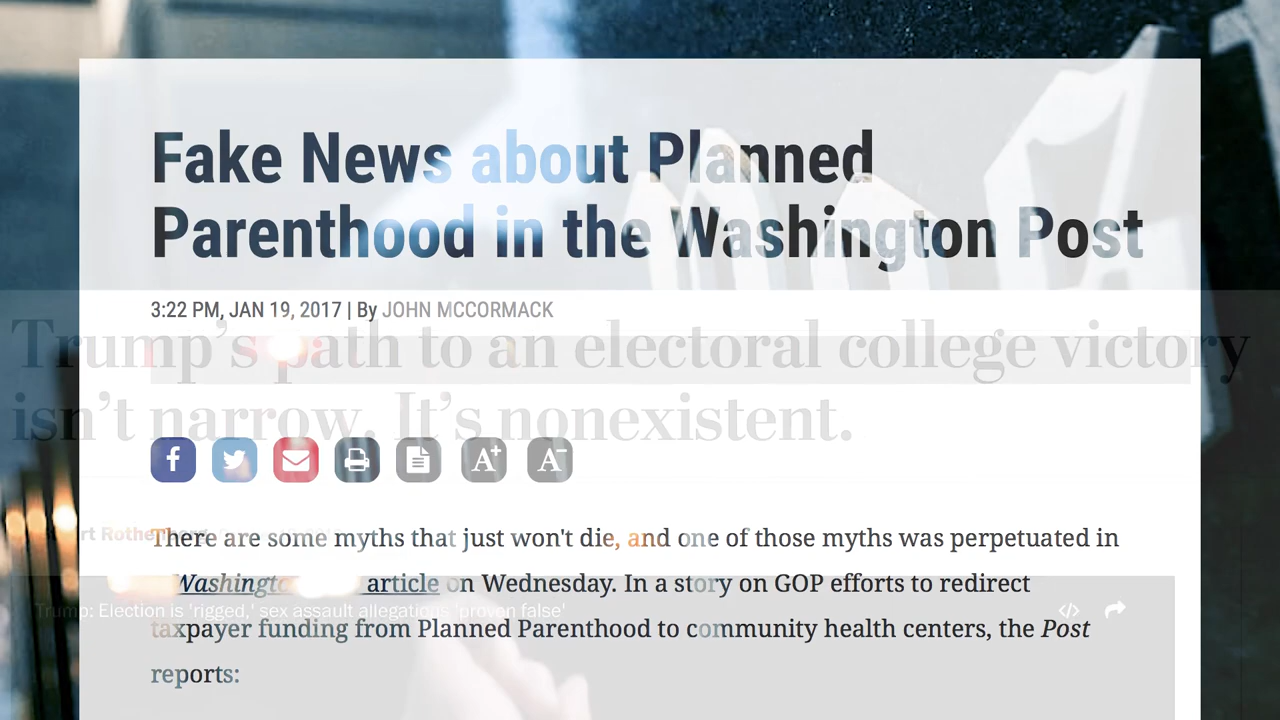 Fake News about Planned
Parenthood in the Washington Post
3:22 PM, JAN 19, 2017 | By JOHN MCCORMACK
Trump's path to an electoral college victory
isn't narrow. It's nonexistent.
A+ A-
There are some myths that just won't die, and one of those myths was perpetuated in
article on Wednesday. In a story on GOP efforts to redirect
Trump: Election is 'rigged,' sex assault allegations 'proven false'
taxpayer funding from Planned Parenthood to community health centers, the Post
reports: